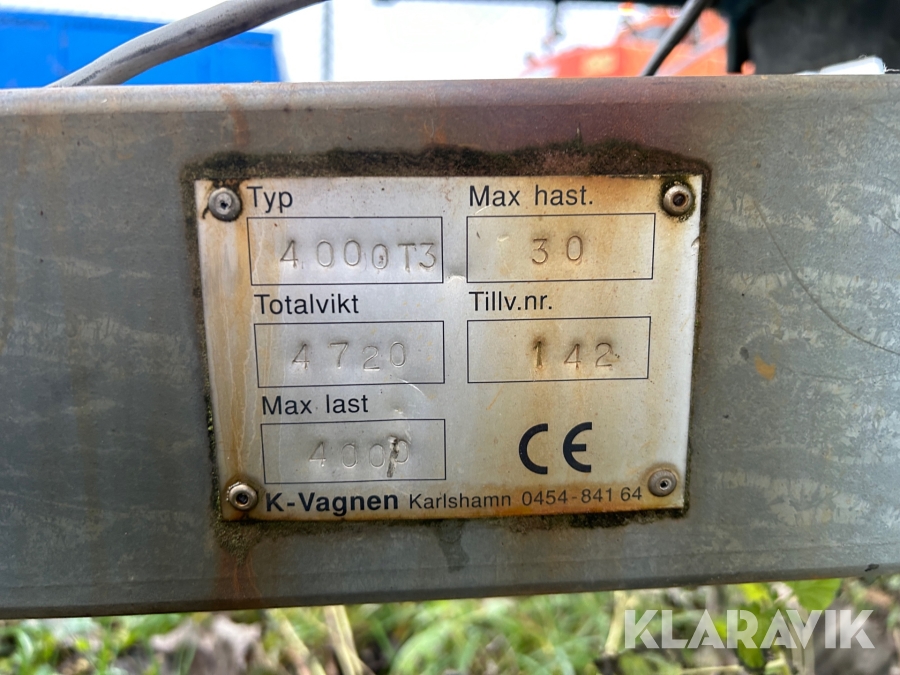 Typ
4000T3
Max hast.
30
Totalvikt
4720
Tillv.nr.
142
Max last
4000
CE
K-Vagnen Karlshamn 0454-841 64
KLARAVIK